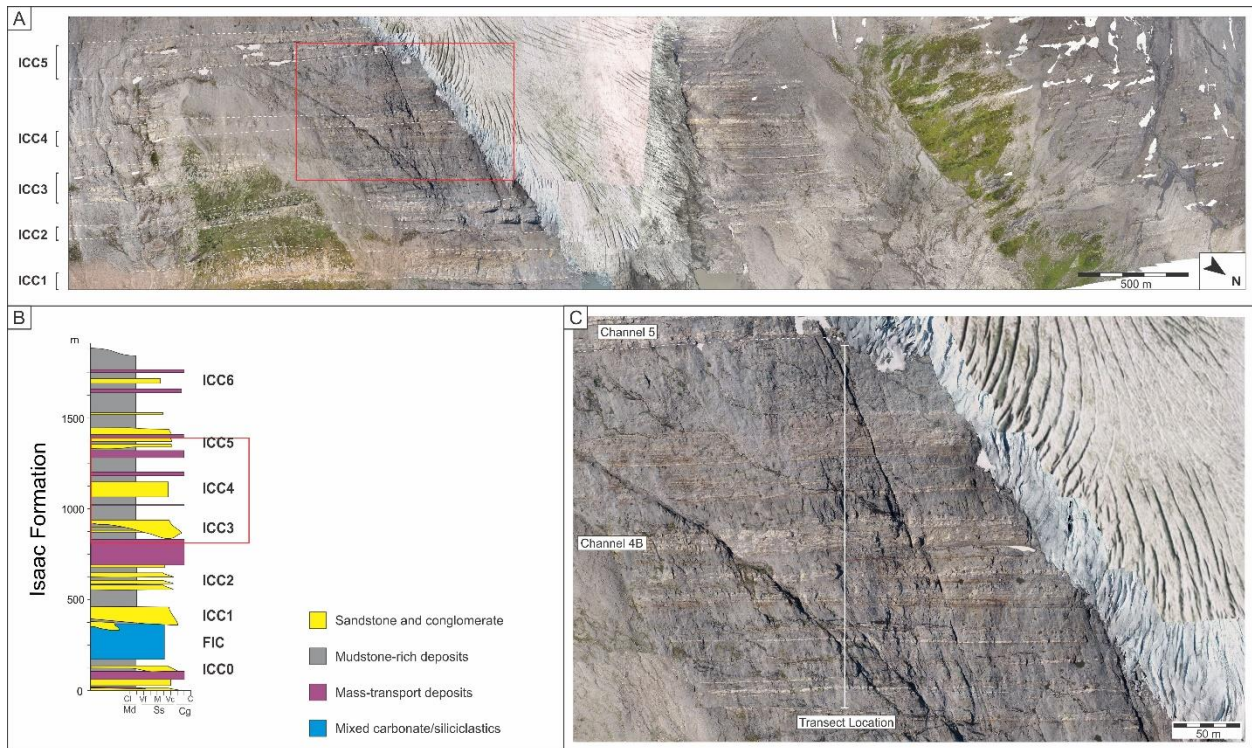 A
ICC5
ICC4
ICC3
ICC2
ICC1
500 m
N
B
m
1500
1000
500
0
Isaac Formation
ICC6
ICC5
ICC4
ICC3
ICC2
ICC1
FIC
ICC0
Cl Vf M Vc C
Md Ss Cg
Sandstone and conglomerate
Mudstone-rich deposits
Mass-transport deposits
Mixed carbonate/siliciclastics
C
Channel 5
Channel 4B
Transect Location
50 m